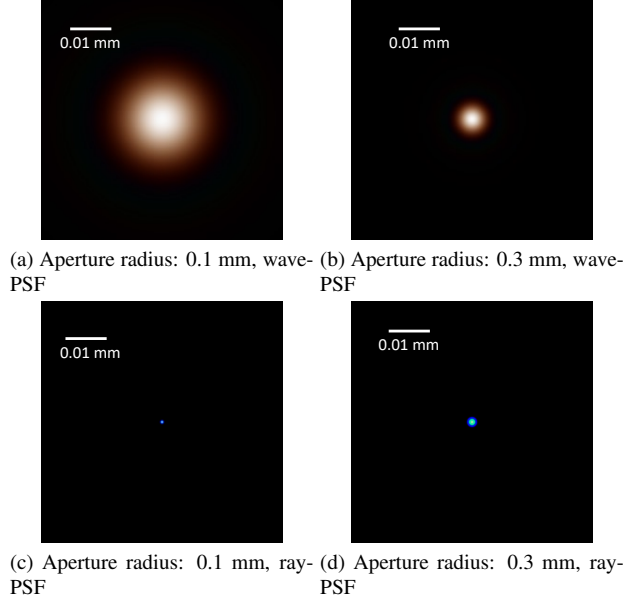 0.01 mm
0.01 mm
(a) Aperture radius: 0.1 mm, wave-
PSF
(b) Aperture radius: 0.3 mm, wave-
PSF
0.01 mm
0.01 mm
(c) Aperture radius: 0.1 mm, ray-
PSF
(d) Aperture radius: 0.3 mm, ray-
PSF